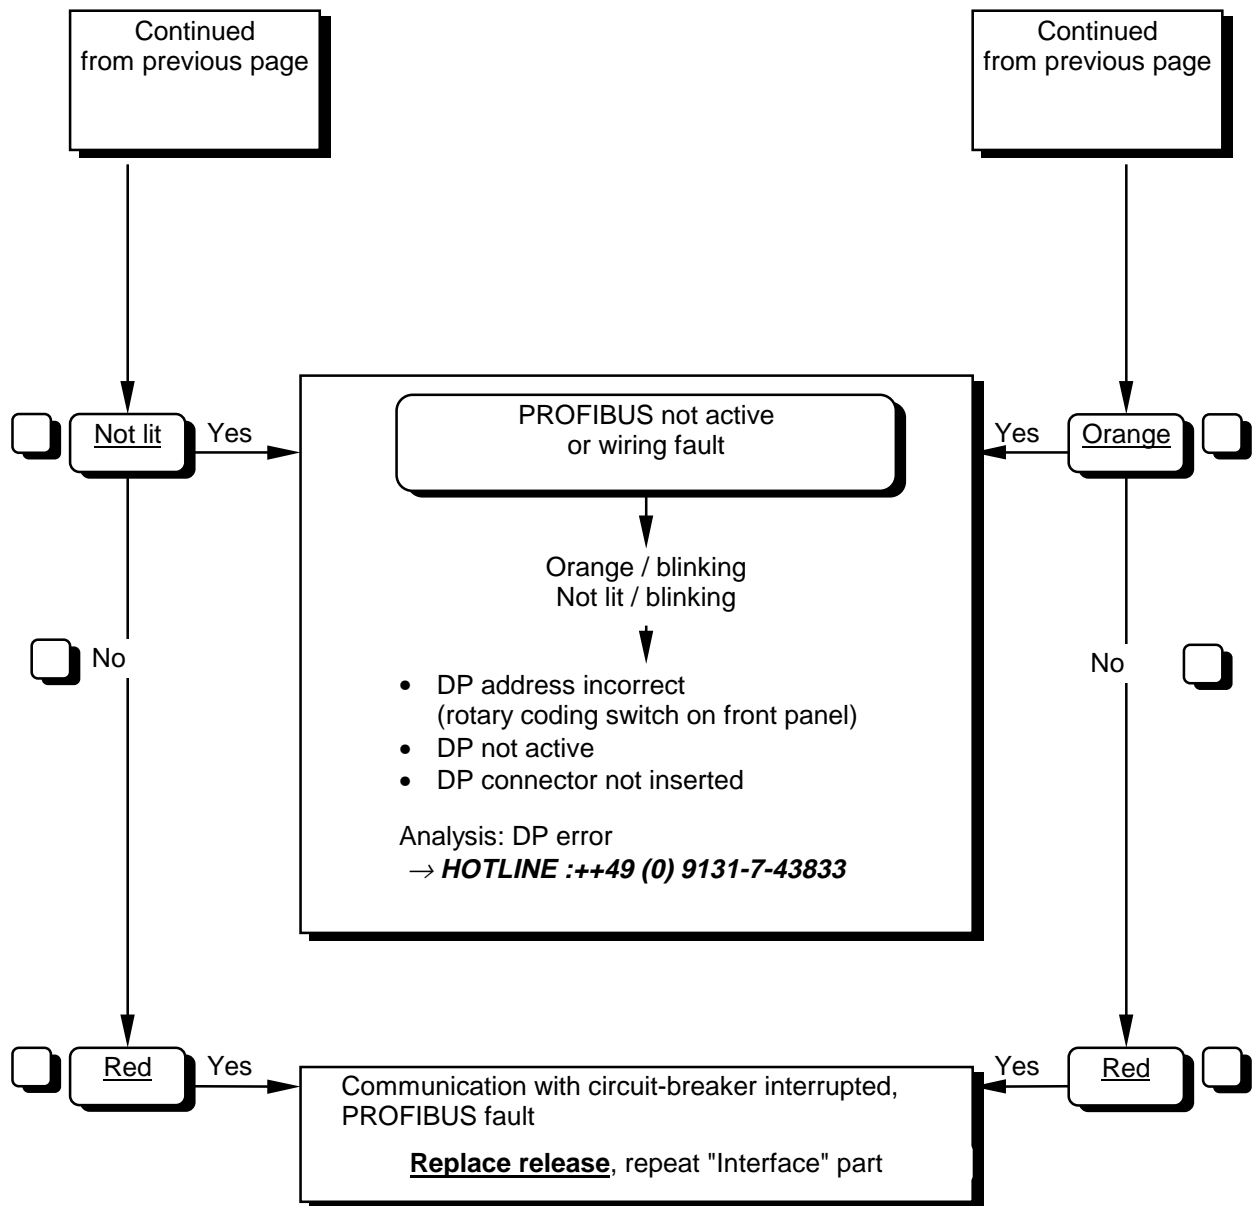 Continued
from previous page
Continued
from previous page
Not lit
Yes
PROFIBUS not active
or wiring fault
Yes
Orange
Orange / blinking
Not lit / blinking
No
No
• DP address incorrect
(rotary coding switch on front panel)
• DP not active
• DP connector not inserted
Analysis: DP error
→ HOTLINE :++49 (0) 9131-7-43833
Red
Yes
Communication with circuit-breaker interrupted,
PROFIBUS fault
Replace release, repeat "Interface" part
Yes
Red